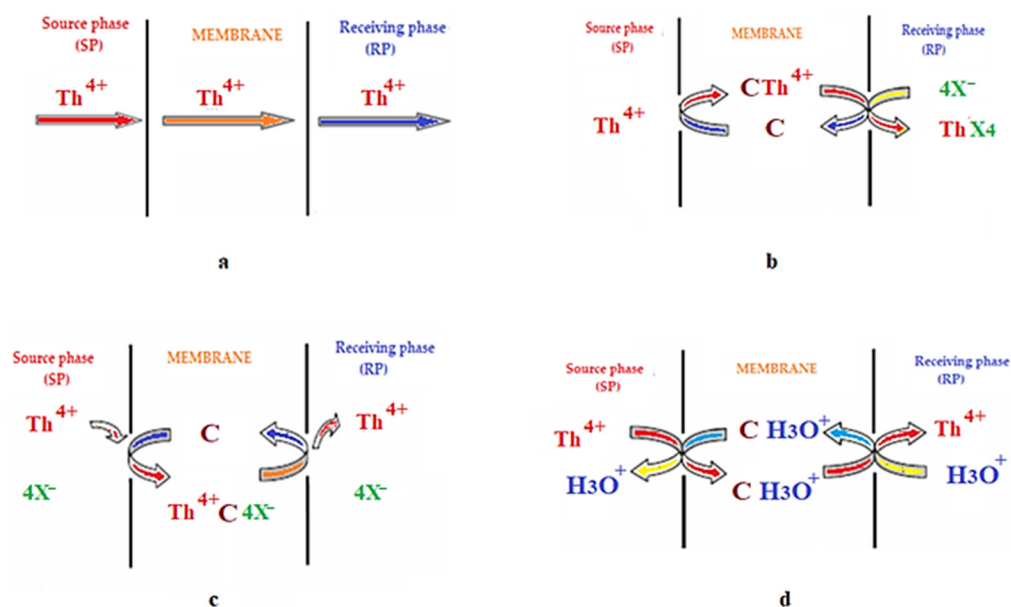 Source phase
(SP)
MEMBRANE
Receiving phase
(RP)
Th4+
Th4+
Th4+
a
Source phase
(SP)
MEMBRANE
Receiving phase
(RP)
Th4+
CTh4+
C
4X-
ThX4
b
Source phase
(SP)
MEMBRANE
Receiving phase
(RP)
Th4+
4X-
C
Th4+C4X-
Th4+
4X-
c
Source phase
(SP)
MEMBRANE
Receiving phase
(RP)
Th4+
H3O+
C H3O+
C H3O+
Th4+
H3O+
d